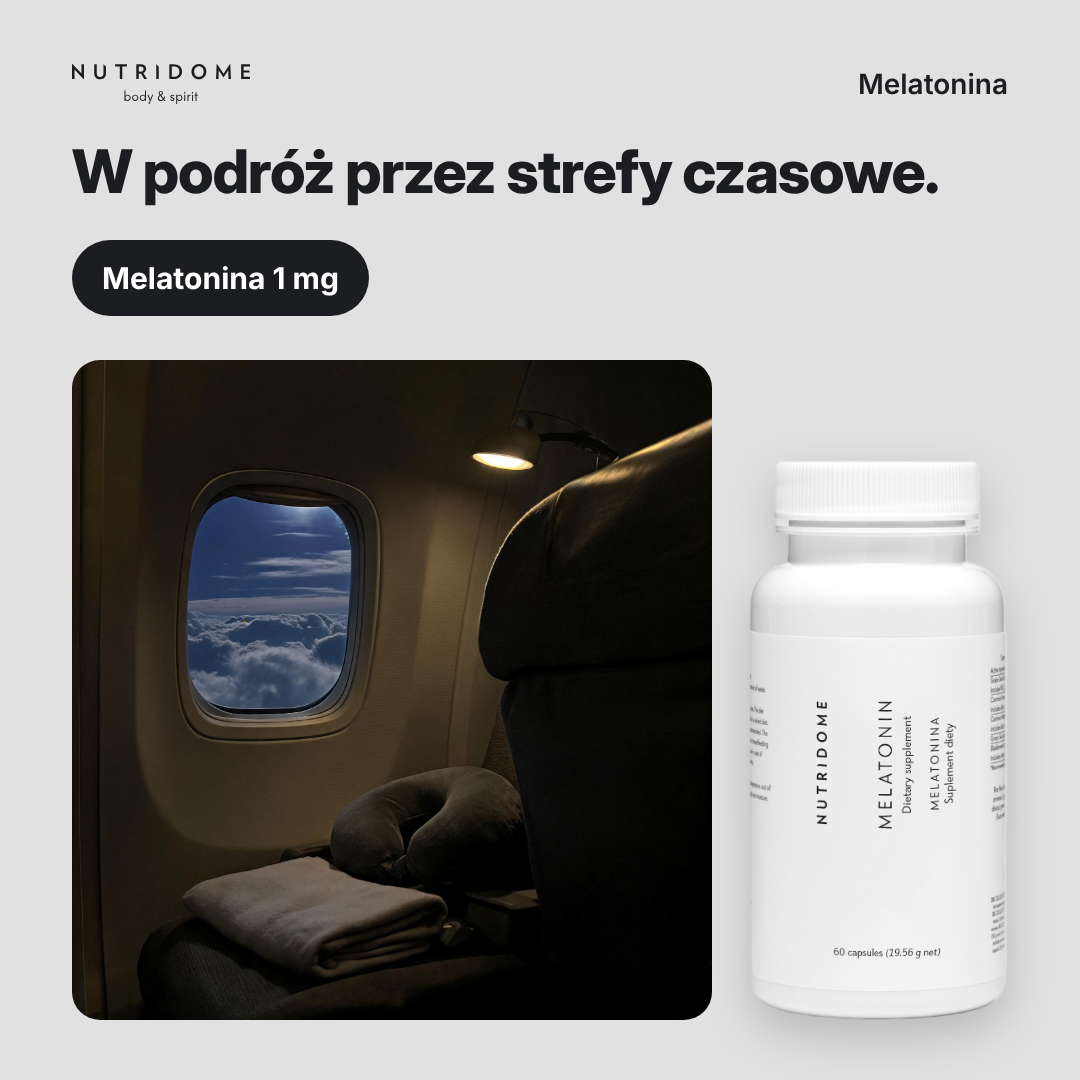 NUTRIDOME
body & spirit
Melatonina
W podróż przez strefy czasowe.
Melatonina 1 mg
NUTRIDOME
MELATONIN
Dietary supplement
MELATONINA
Suplement diety
60 capsules (19.56 g net)